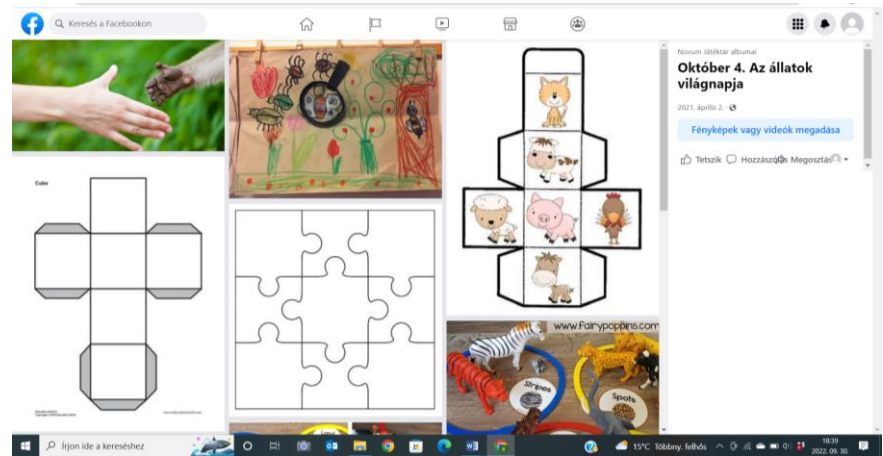 Keresés a Facebookon
Novum Játéktár albumai
Október 4. Az állatok
világnapja
2021. április 2. ·
Fényképek vagy videók megadása
Tetszik
Hozzászólás
Megosztás
Cube
www.Fairypoppins.com
Stripes
Spots
Írjon ide a kereséshez
15°C Többny. felhős
18:39
2022. 09. 30.